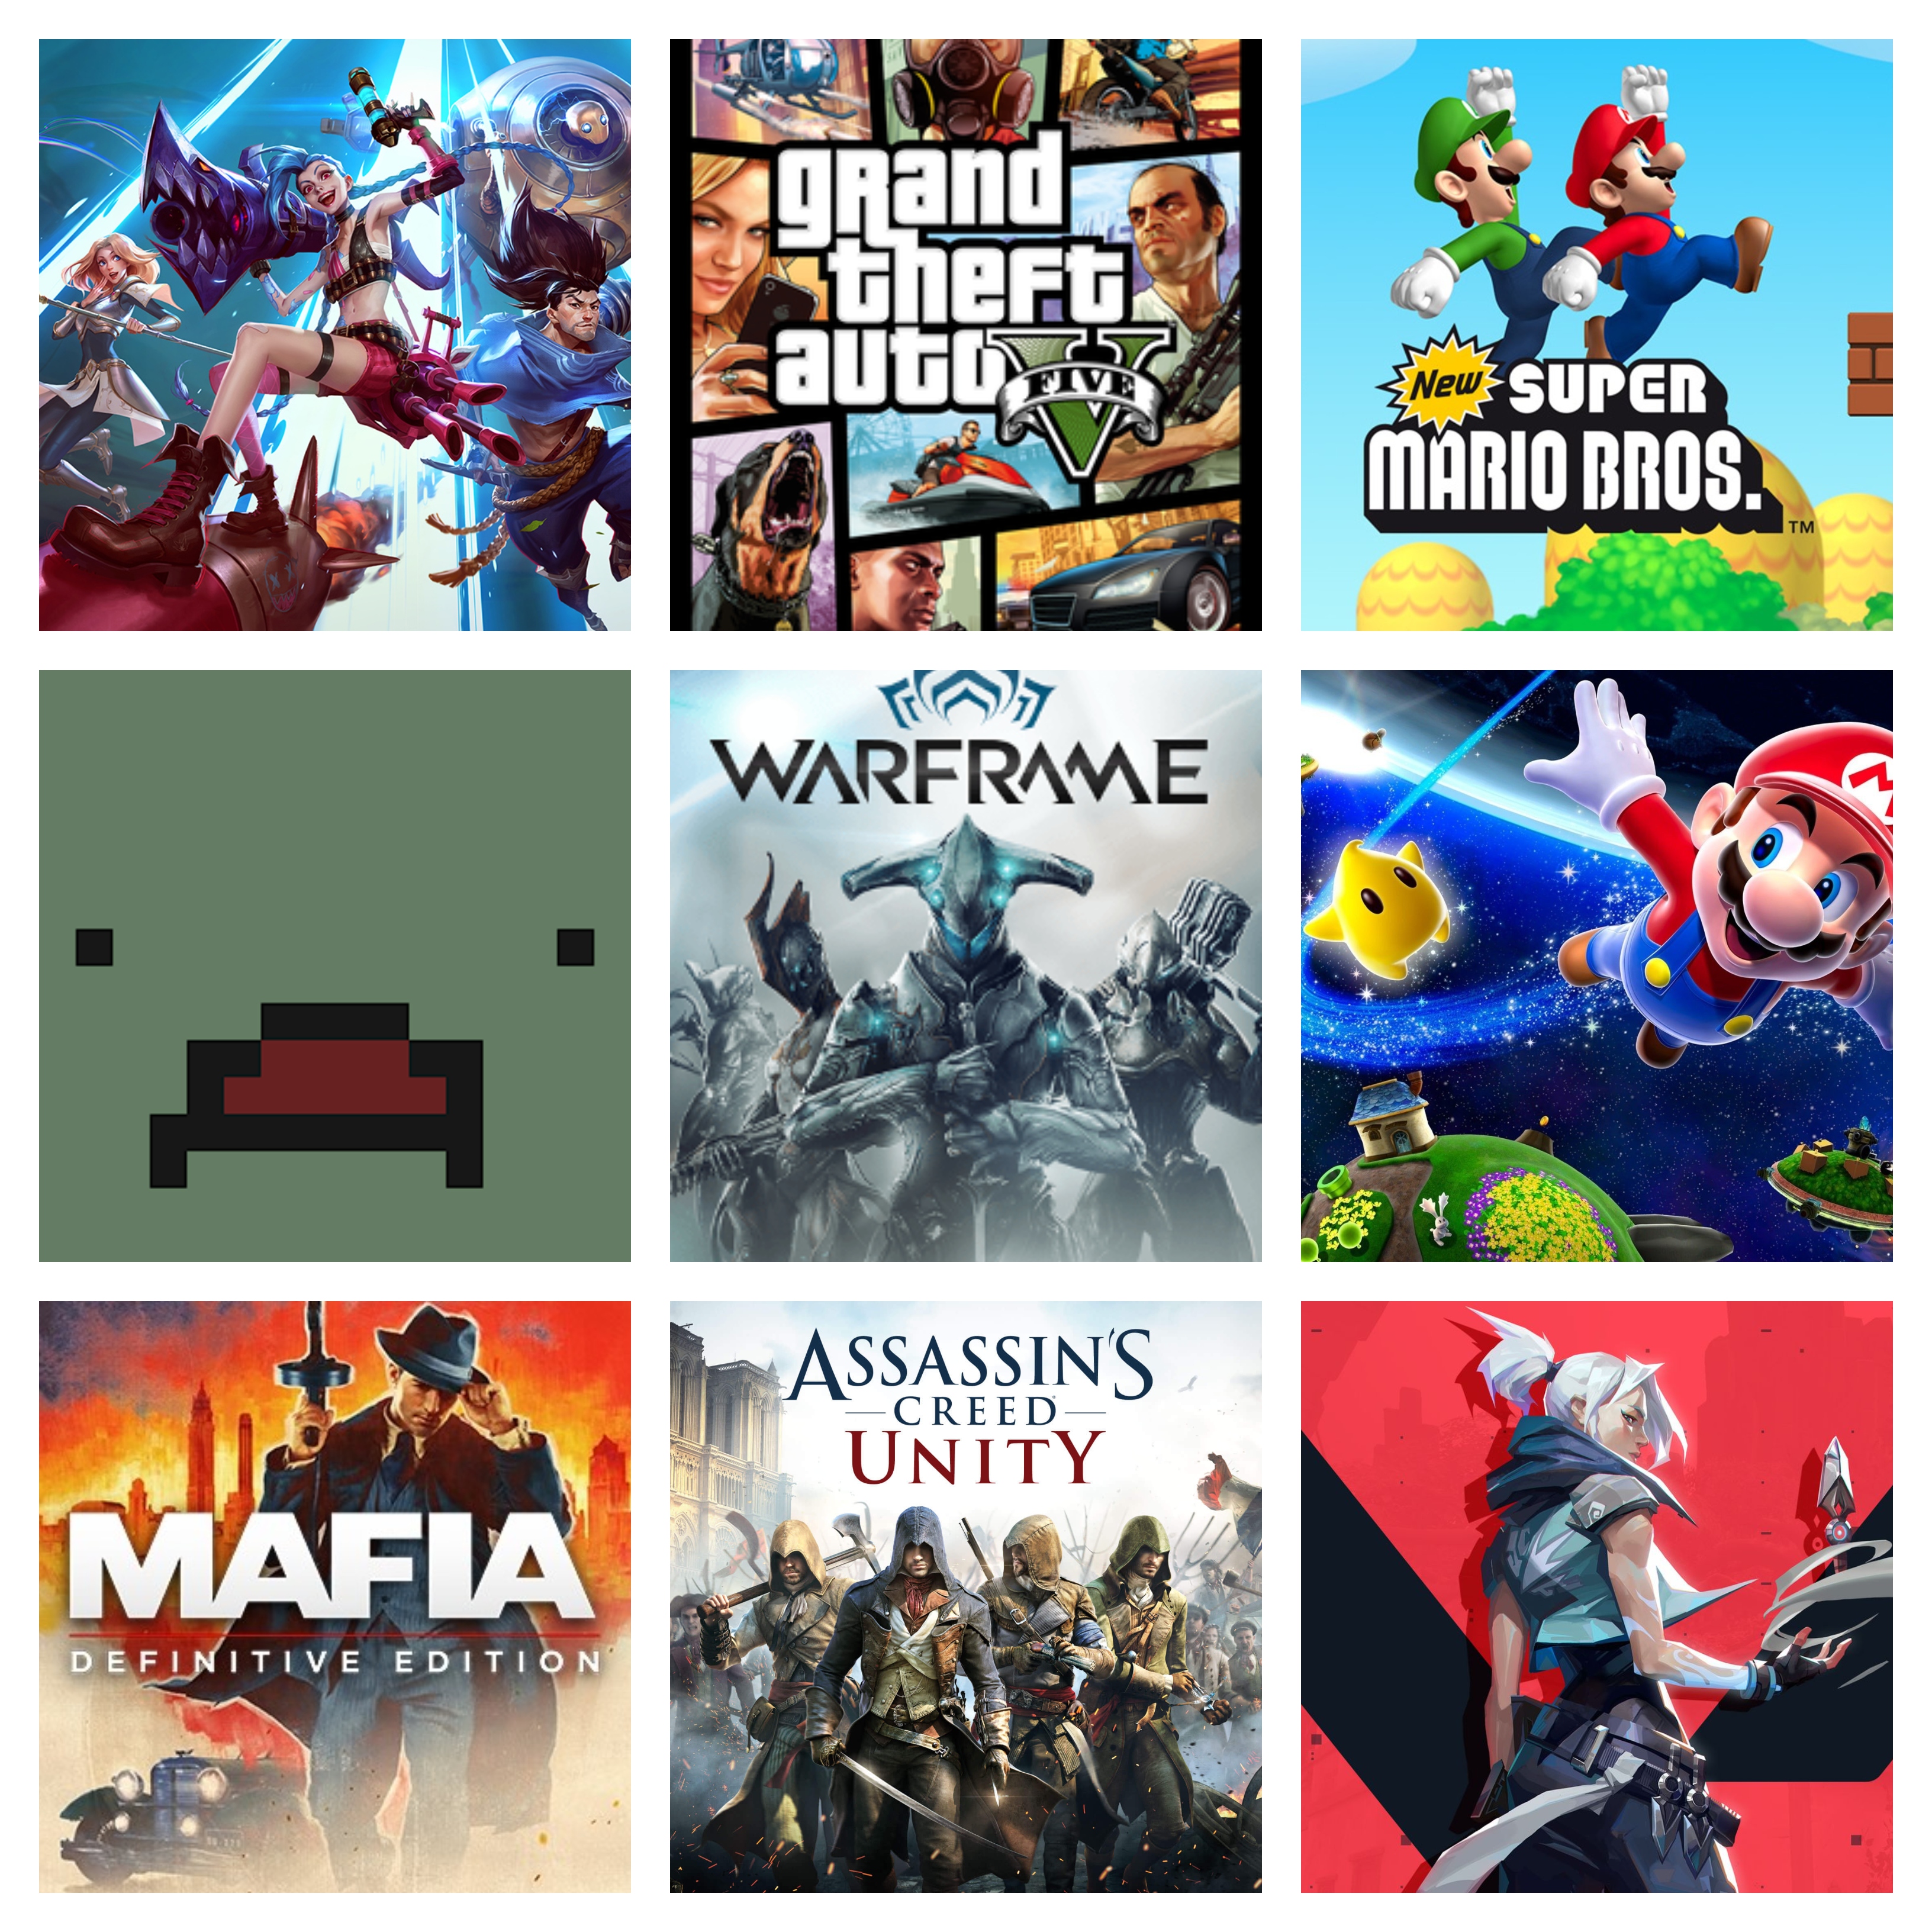 grand
theft
auto V
FIVE
New SUPER
MARIO BROS.
TM
WARFRAME
M
MAFIA
DEFINITIVE EDITION
ASSASSIN'S
CREED
UNITY